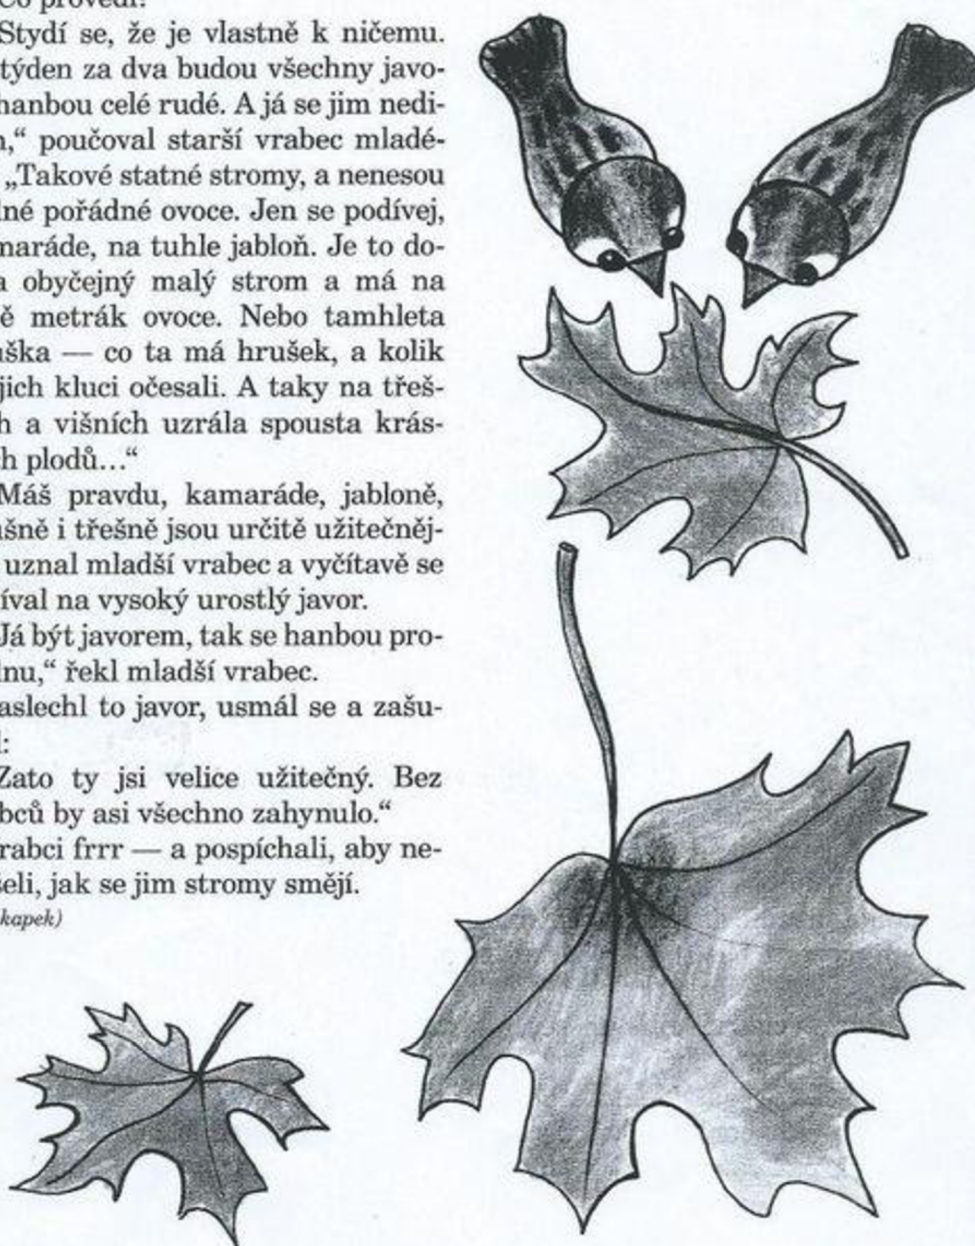 Co provedl?
Stydí se, že je vlastně k ničemu.
týden za dva budou všechny javo-
hanbou celé rudé. A já se jim nedi-
,“ poučoval starší vrabec mladé-
„Takové statné stromy, a nenesou
né pořádné ovoce. Jen se podívej,
maráde, na tuhle jabloň. Je to do-
a obyčejný malý strom a má na
ě metrák ovoce. Nebo tamhleta
ška — co ta má hrušek, a kolik
jich kluci očesali. A taky na třeš-
h a višních uzrála spousta krás-
h plodů...“
Máš pravdu, kamaráde, jabloně,
šně i třešně jsou určitě užitečněj-
uznal mladší vrabec a vyčítavě se
íval na vysoký urostlý javor.
Já být javorem, tak se hanbou pro-
nu,“ řekl mladší vrabec.
aslechl to javor, usmál se a zašu-
l:
Zato ty jsi velice užitečný. Bez
bců by asi všechno zahynulo.“
rabci frrr — a pospíchali, aby ne-
šeli, jak se jim stromy smějí.
kapek)